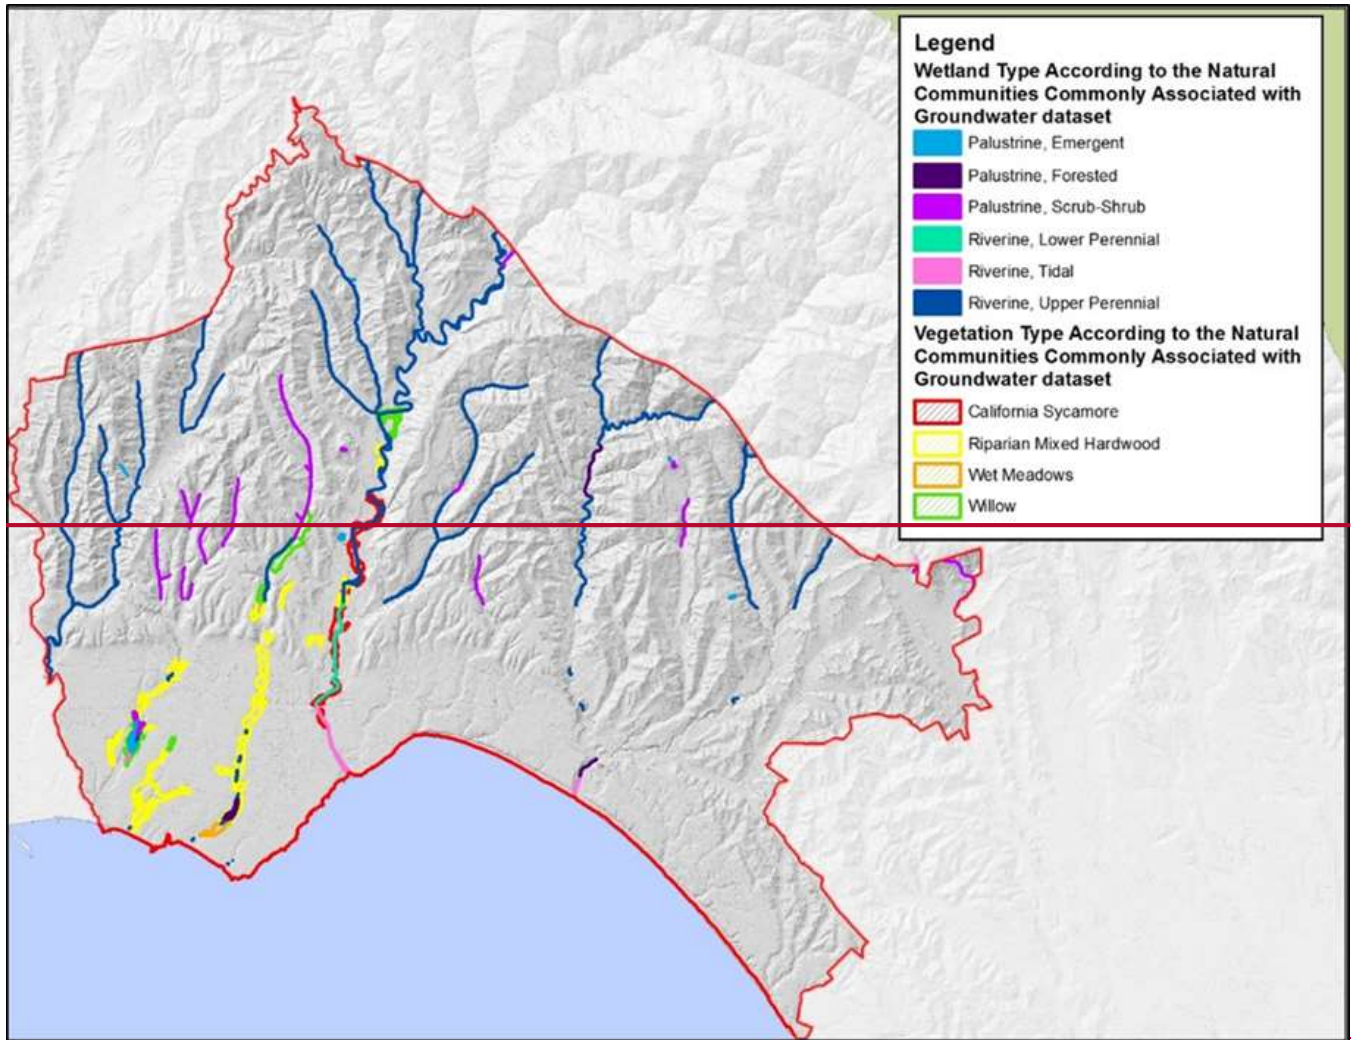 Legend
Wetland Type According to the Natural
Communities Commonly Associated with
Groundwater dataset
Palustrine, Emergent
Palustrine, Forested
Palustrine, Scrub-Shrub
Riverine, Lower Perennial
Riverine, Tidal
Riverine, Upper Perennial
Vegetation Type According to the Natural
Communities Commonly Associated with
Groundwater dataset
California Sycamore
Riparian Mixed Hardwood
Wet Meadows
Willow